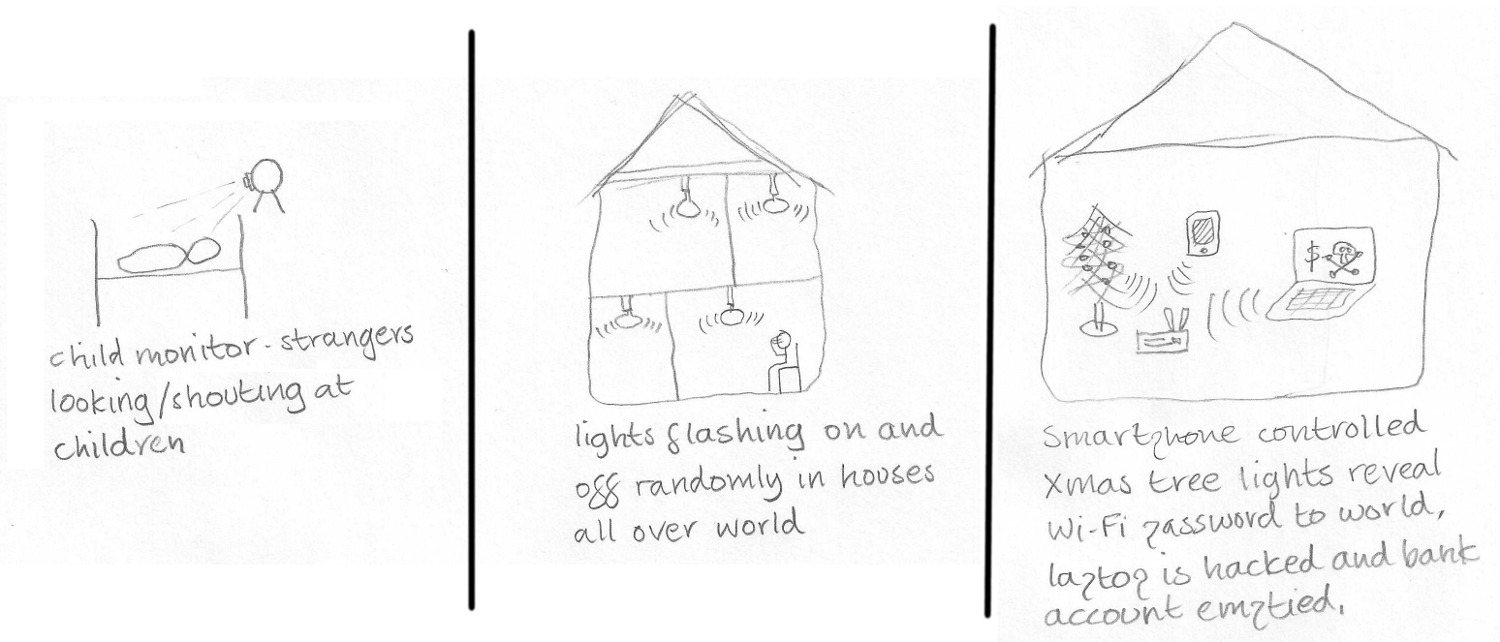 child monitor - strangers
looking/shouting at
children
lights flashing on and
off randomly in houses
all over world
$
Smartphone controlled
Xmas tree lights reveal
Wi-Fi password to world,
laptop is hacked and bank
account emptied.